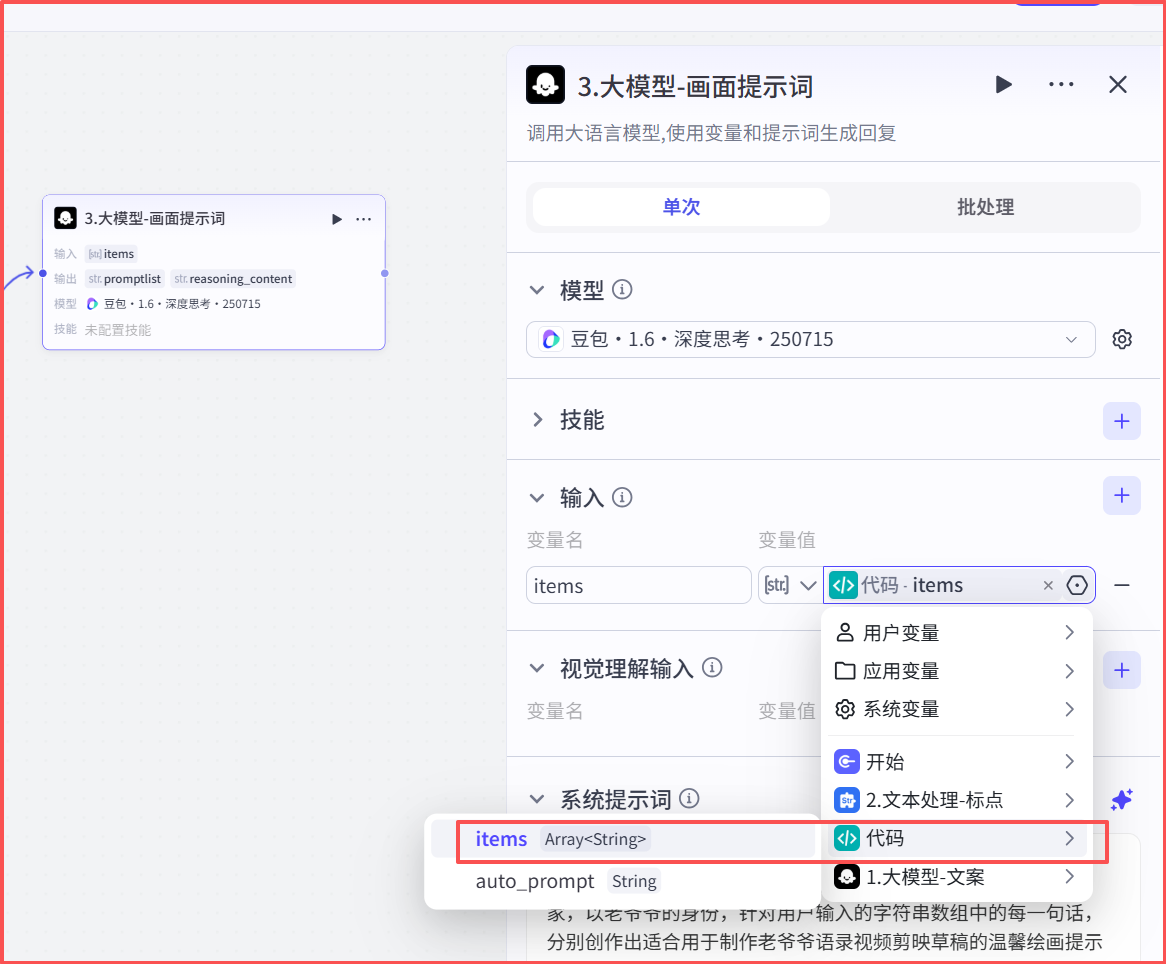 3.大模型-画面提示词
调用大语言模型,使用变量和提示词生成回复
单次
批处理
3.大模型-画面提示词
输入 [str] items
输出 str. promptlist str. reasoning_content
模型 豆包·1.6·深度思考·250715
技能 未配置技能
模型
豆包·1.6·深度思考·250715
技能
输入
变量名 变量值
items [str.] 代码 - items
用户变量
视觉理解输入
应用变量
变量名 变量值
系统变量
开始
系统提示词
2.文本处理-标点
items Array<String>
代码
auto_prompt String
1.大模型-文案
家，以老爷爷的身份，针对用户输入的字符串数组中的每一句话，
分别创作出适合用于制作老爷爷语录视频剪映草稿的温馨绘画提示